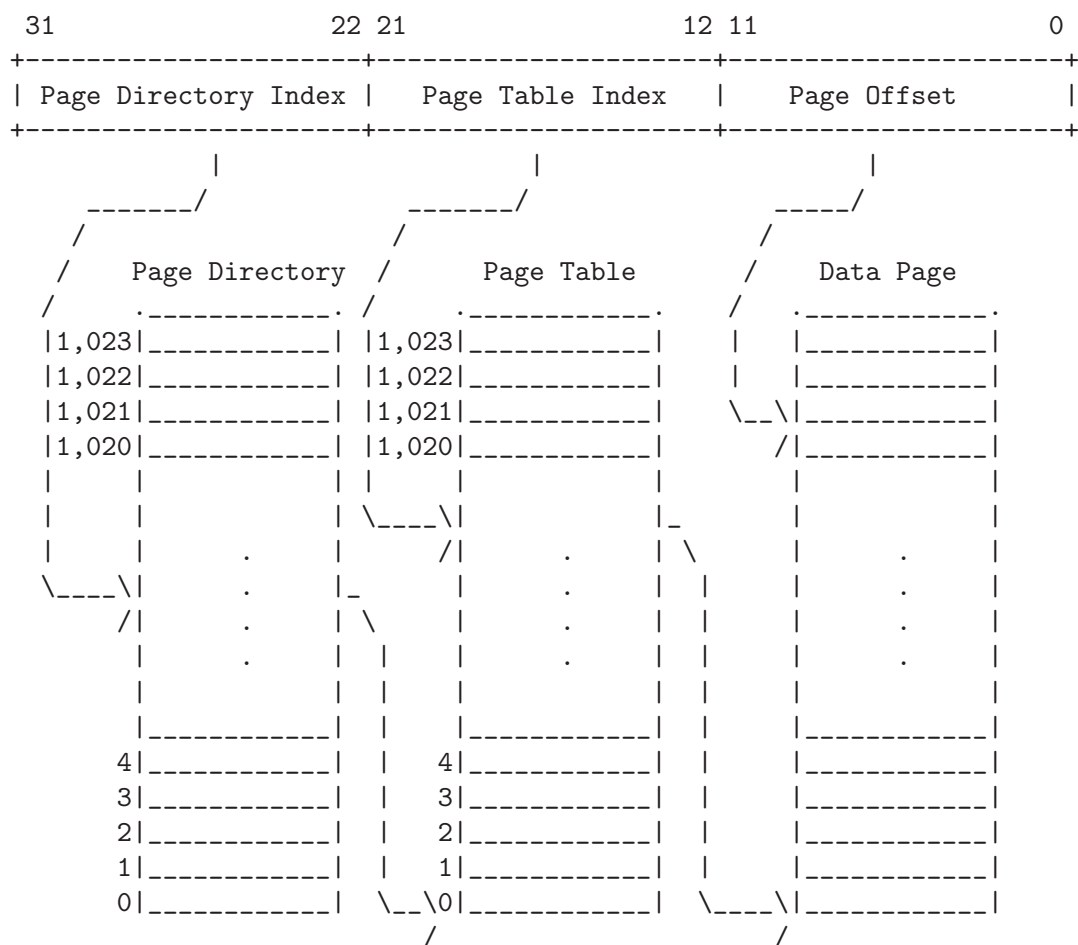 31 22 21 12 11 0
+----------------------+----------------------+----------------------+
| Page Directory Index | Page Table Index | Page Offset |
+----------------------+----------------------+----------------------+
Page Directory Page Table Data Page
1,023 1,023
1,022 1,022
1,021 1,021
1,020 1,020
. . .
. . .
. . .
. . .
4 4
3 3
2 2
1 1
0 0